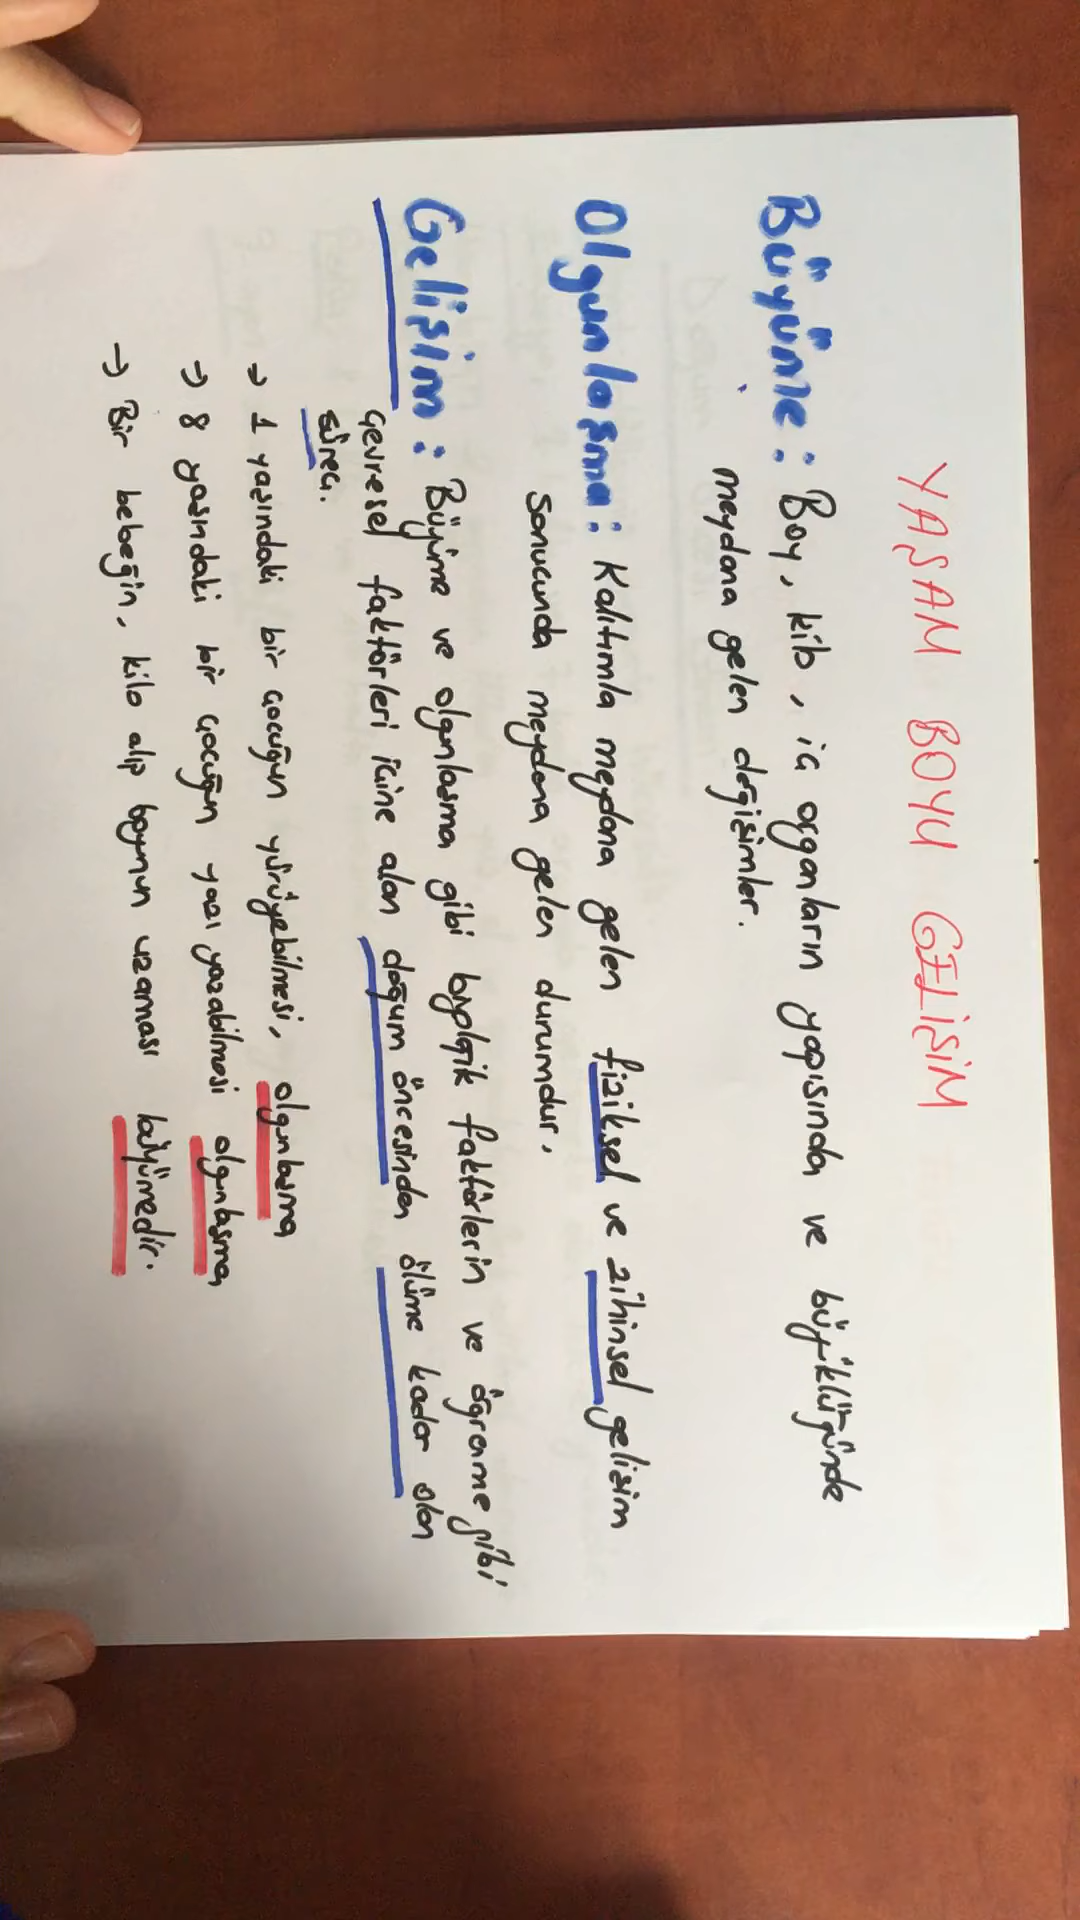 YAŞAM BOYU GELİŞİM
Büyüme: Boy, kilo, iç organların yapısında ve büyüklüğünde
meydana gelen değişimler.
Olgunlaşma: Kalıtımla meydana gelen fiziksel ve zihinsel gelişim
sonucunda meydana gelen durumdur.
Gelişim: Büyüme ve olgunlaşma gibi biyolojik faktörlerin ve öğrenme gibi
çevresel faktörleri içine alan doğum öncesinden ölüme kadar olan
süreç.
→ 1 yaşındaki bir çocuğun yürüyebilmesi, olgunlaşma
→ 8 yaşındaki bir çocuğun yazı yazabilmesi olgunlaşma,
→ Bir bebeğin, kilo alıp boyunun uzaması büyümedir.